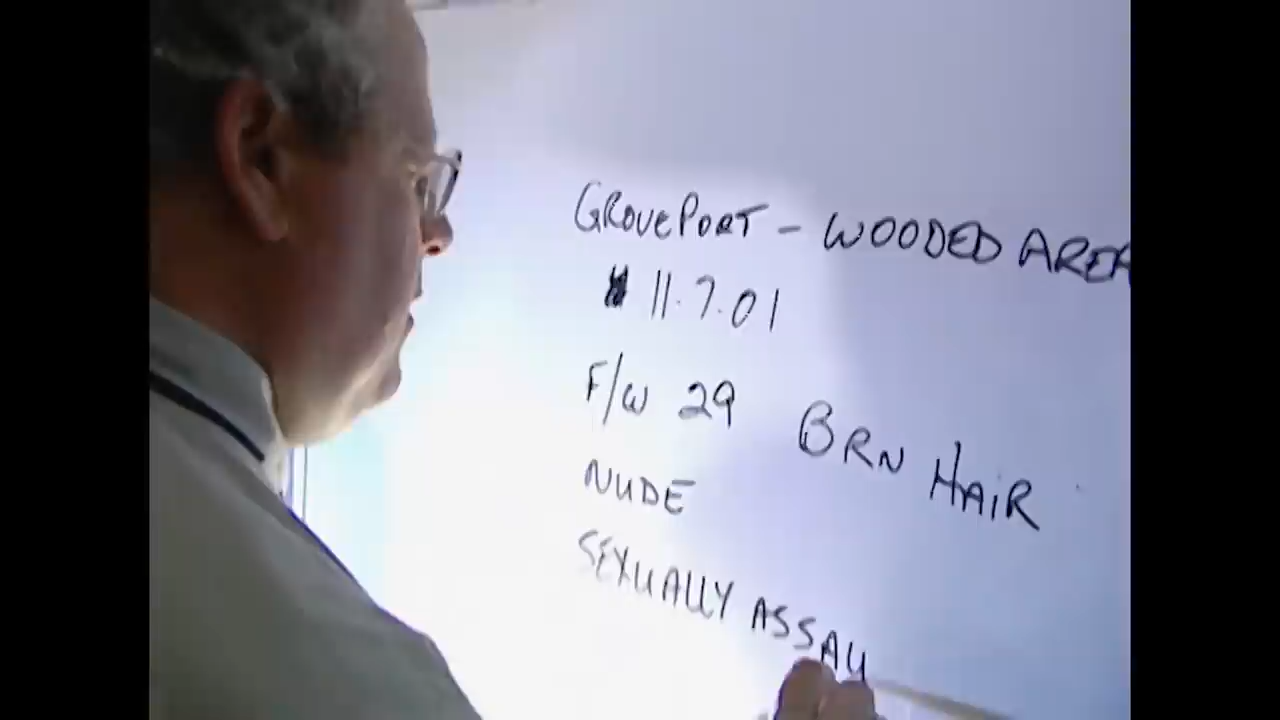 GROVEPORT - WOODED AREA
11.7.01
F/W 29 BRN HAIR
NUDE
SEXUALLY ASSAU